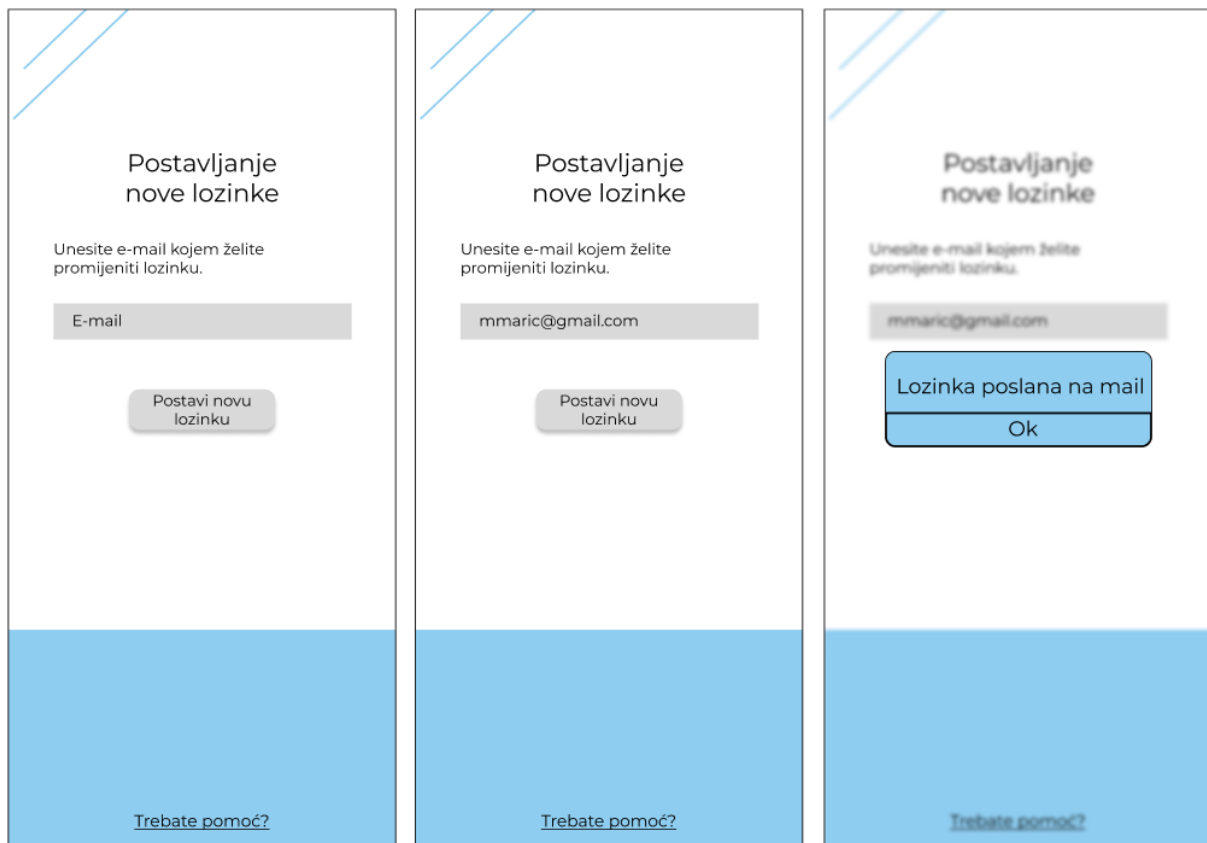 Postavljanje
nove lozinke
Unesite e-mail kojem želite
promijeniti lozinku.
E-mail
Postavi novu
lozinku
Trebate pomoć?
Postavljanje
nove lozinke
Unesite e-mail kojem želite
promijeniti lozinku.
mmaric@gmail.com
Postavi novu
lozinku
Trebate pomoć?
Postavljanje
nove lozinke
Unesite e-mail kojem želite
promijeniti lozinku.
mmaric@gmail.com
Lozinka poslana na mail
Ok
Trebate pomoć?